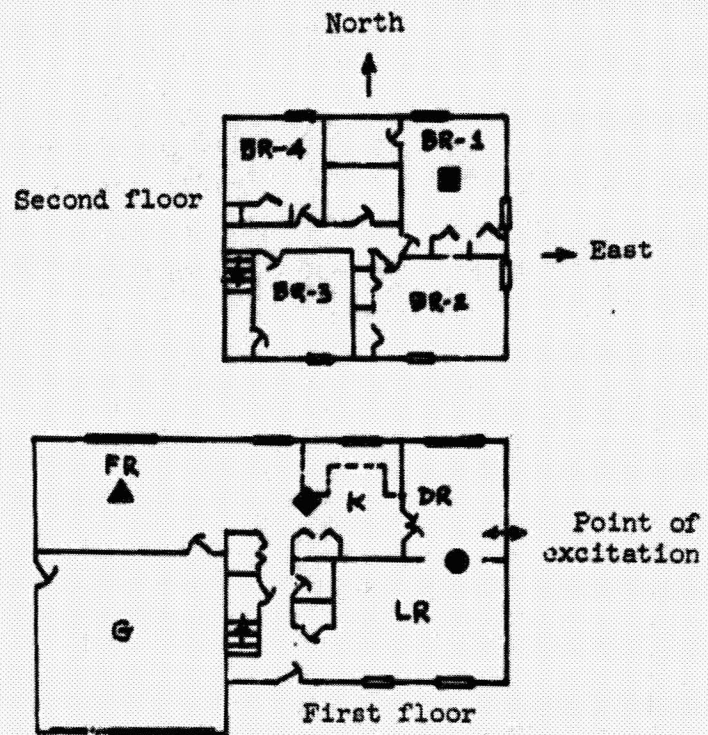 North
BR-4
BR-1
Second floor
East
BR-3
BR-2
FR
K
DR
Point of
excitation
G
LR
First floor